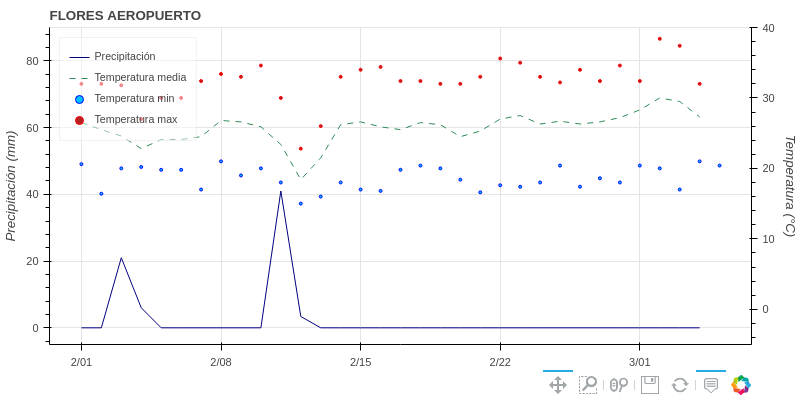 FLORES AEROPUERTO
Precipitación
Temperatura media
Temperatura min
Temperatura max
Precipitación (mm)
80
60
40
20
0
Temperatura (°C)
40
30
20
10
0
2/01
2/08
2/15
2/22
3/01